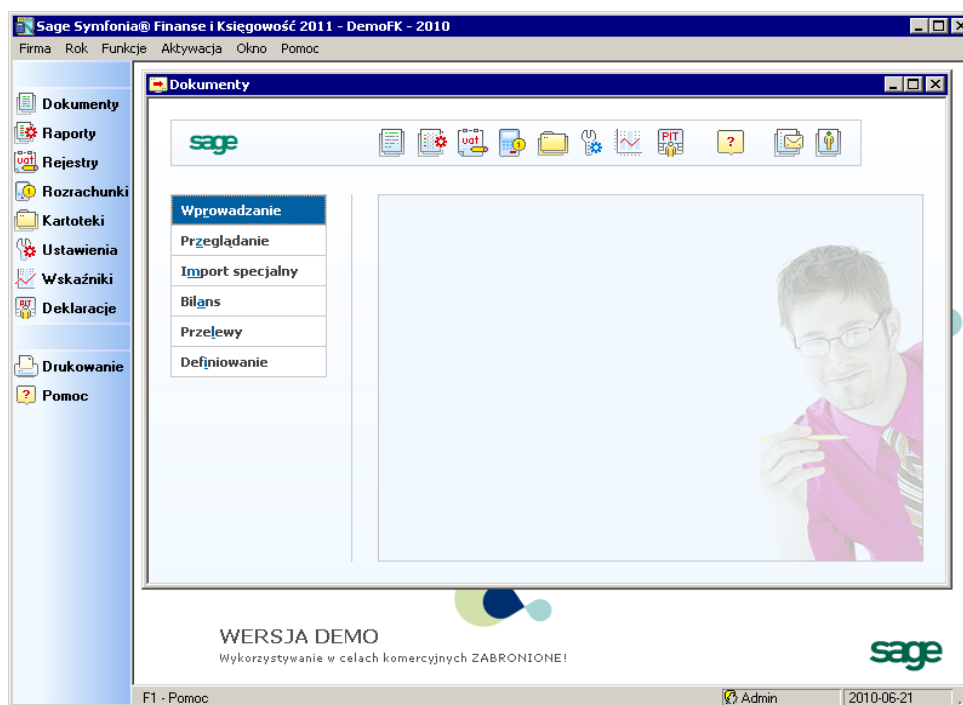 Sage Symfonia® Finanse i Księgowość 2011 - DemoFK - 2010
Firma Rok Funkcje Aktywacja Okno Pomoc
Dokumenty
Raporty
Rejestry
Rozrachunki
Kartoteki
Ustawienia
Wskaźniki
Deklaracje
Drukowanie
Pomoc
Dokumenty
sage
vat
PIT
?
Wprowadzanie
Przeglądanie
Import specjalny
Bilans
Przelewy
Definiowanie
WERSJA DEMO
Wykorzystywanie w celach komercyjnych ZABRONIONE!
sage
F1 - Pomoc
Admin
2010-06-21